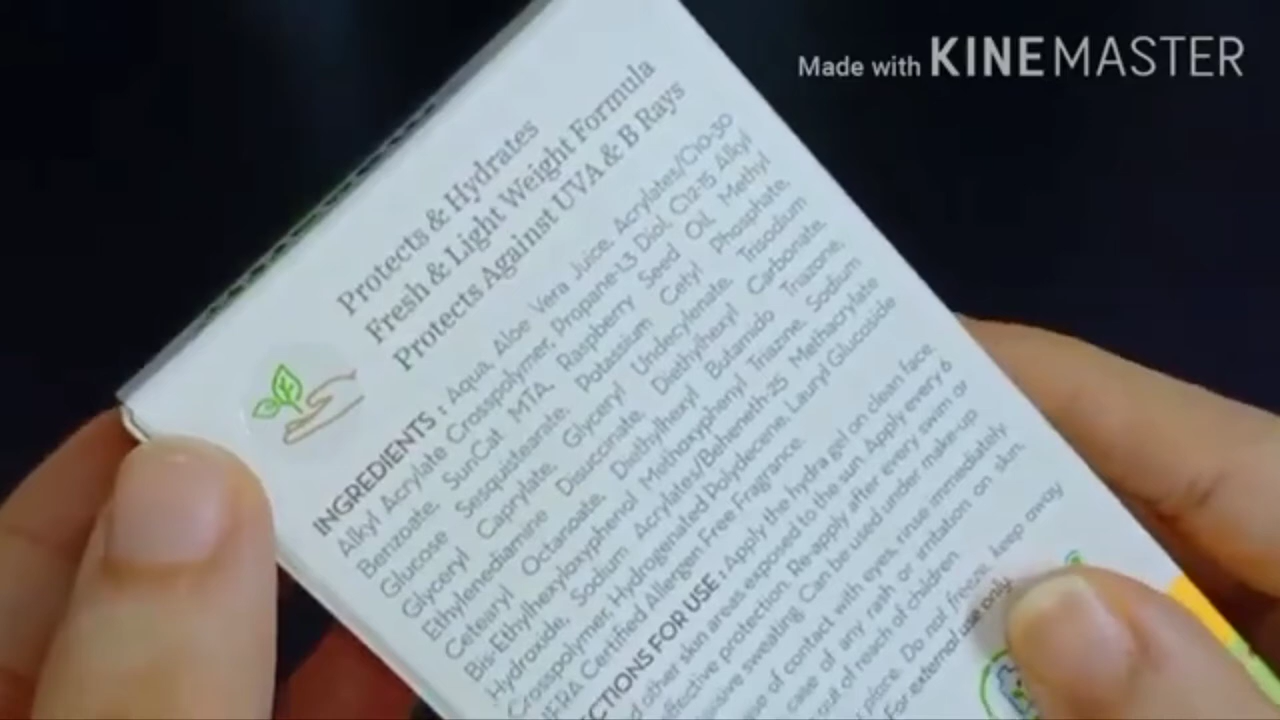 Made with KINEMASTER
Protects & Hydrates
Fresh & Light Weight Formula
Protects Against UVA & B Rays
INGREDIENTS : Aqua, Aloe Vera Juice, Acrylates/C10-30
Alkyl Acrylate Crosspolymer, Propane-1,3 Diol, C12-15 Alkyl
Benzoate, SunCat MTA, Raspberry Seed Oil, Methyl
Glucose Sesquistearate, Potassium Cetyl Phosphate,
Glyceryl Caprylate, Glyceryl Undecylenate, Trisodium
Ethylenediamine Disuccinate, Diethylhexyl Carbonate,
Cetearyl Octanoate, Diethylhexyl Butamido Triazone,
Bis-Ethylhexyloxyphenol Methoxyphenyl Triazine, Sodium
Hydroxide, Sodium Acrylates/Beheneth-25 Methacrylate
Crosspolymer, Hydrogenated Polydecene, Lauryl Glucoside
IFRA Certified Allergen Free Fragrance.
ECTIONS FOR USE : Apply the hydra gel on clean face,
d other skin areas exposed to the sun. Apply every 6
effective protection. Re-apply after every swim or
sive sweating. Can be used under make-up
se of contact with eyes, rinse immediately.
case of any rash or irritation on skin,
out of reach of children
place. Do not freeze, keep away
For external use only.